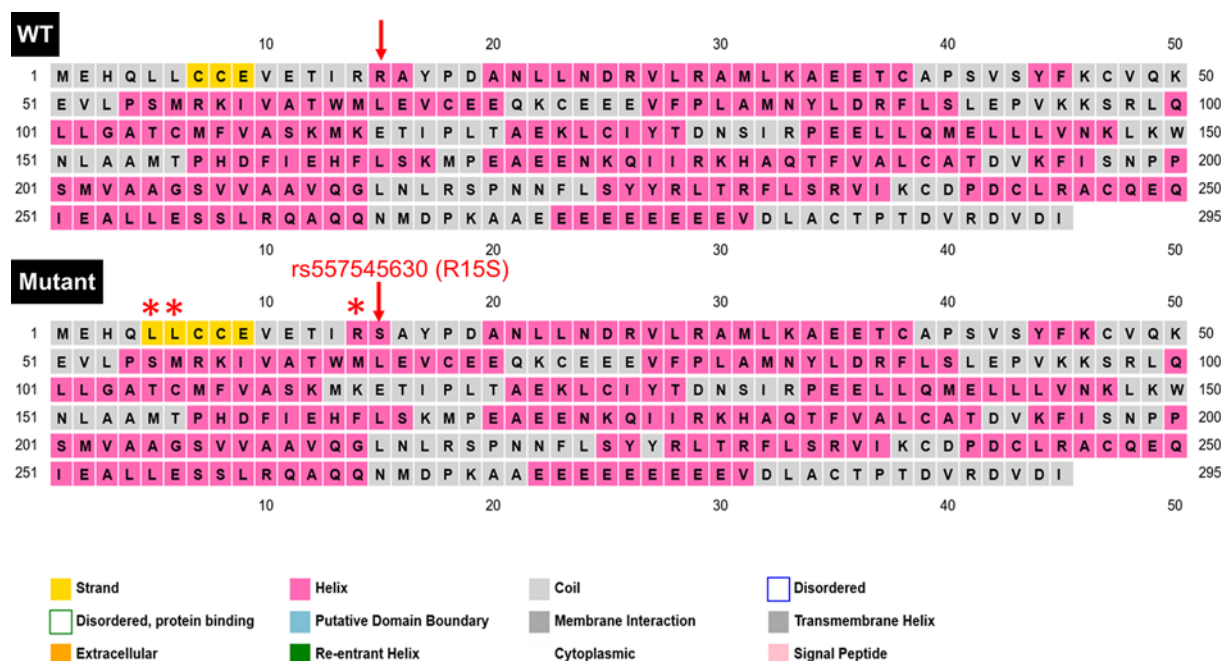 WT
10 20 30 40 50
1 M E H Q L L C C E V E T I R R A Y P D A N L L N D R V L R A M L K A E E T C A P S V S Y F K C V Q K 50
51 E V L P S M R K I V A T W M L E V C E E Q K C E E E V F P L A M N Y L D R F L S L E P V K K S R L Q 100
101 L L G A T C M F V A S K M K E T I P L T A E K L C I Y T D N S I R P E E L L Q M E L L L V N K L K W 150
151 N L A A M T P H D F I E H F L S K M P E A E E N K Q I I R K H A Q T F V A L C A T D V K F I S N P P 200
201 S M V A A G S V V A A V Q G L N L R S P N N F L S Y Y R L T R F L S R V I K C D P D C L R A C Q E Q 250
251 I E A L L E S S L R Q A Q Q N M D P K A A E E E E E E E E E V D L A C T P T D V R D V D I 295
10 20 30 40 50
Mutant
rs557545630 (R15S)
* * *
10 20 30 40 50
1 M E H Q L L C C E V E T I R S A Y P D A N L L N D R V L R A M L K A E E T C A P S V S Y F K C V Q K 50
51 E V L P S M R K I V A T W M L E V C E E Q K C E E E V F P L A M N Y L D R F L S L E P V K K S R L Q 100
101 L L G A T C M F V A S K M K E T I P L T A E K L C I Y T D N S I R P E E L L Q M E L L L V N K L K W 150
151 N L A A M T P H D F I E H F L S K M P E A E E N K Q I I R K H A Q T F V A L C A T D V K F I S N P P 200
201 S M V A A G S V V A A V Q G L N L R S P N N F L S Y Y R L T R F L S R V I K C D P D C L R A C Q E Q 250
251 I E A L L E S S L R Q A Q Q N M D P K A A E E E E E E E E E V D L A C T P T D V R D V D I 295
10 20 30 40 50
Strand Helix Coil Disordered
Disordered, protein binding Putative Domain Boundary Membrane Interaction Transmembrane Helix
Extracellular Re-entrant Helix Cytoplasmic Signal Peptide